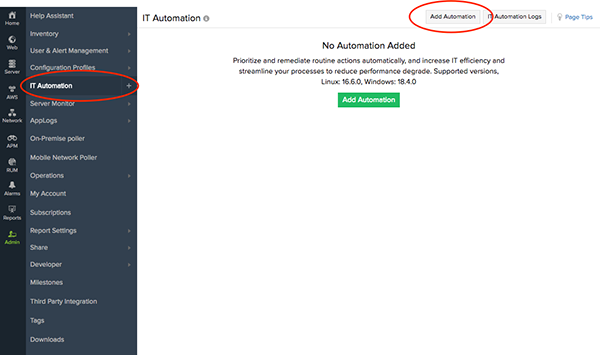 Home
Web
Server
AWS
Network
APM
RUM
Alarms
Reports
Admin
Help Assistant
Inventory
User & Alert Management
Configuration Profiles
IT Automation +
Server Monitor
AppLogs
On-Premise poller
Mobile Network Poller
Operations
My Account
Subscriptions
Report Settings
Share
Developer
Milestones
Third Party Integration
Tags
Downloads
IT Automation
Add Automation
IT Automation Logs
Page Tips
No Automation Added
Prioritize and remediate routine actions automatically, and increase IT efficiency and
streamline your processes to reduce performance degrade. Supported versions,
Linux: 16.6.0, Windows: 18.4.0
Add Automation